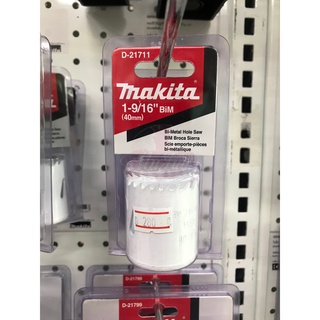 D-21711
makita
1-9/16" BiM
(40mm)
Bi-Metal Hole Saw
BiM Broca Sierra
Scie emporte-pièces
bi-métallique
D-21799